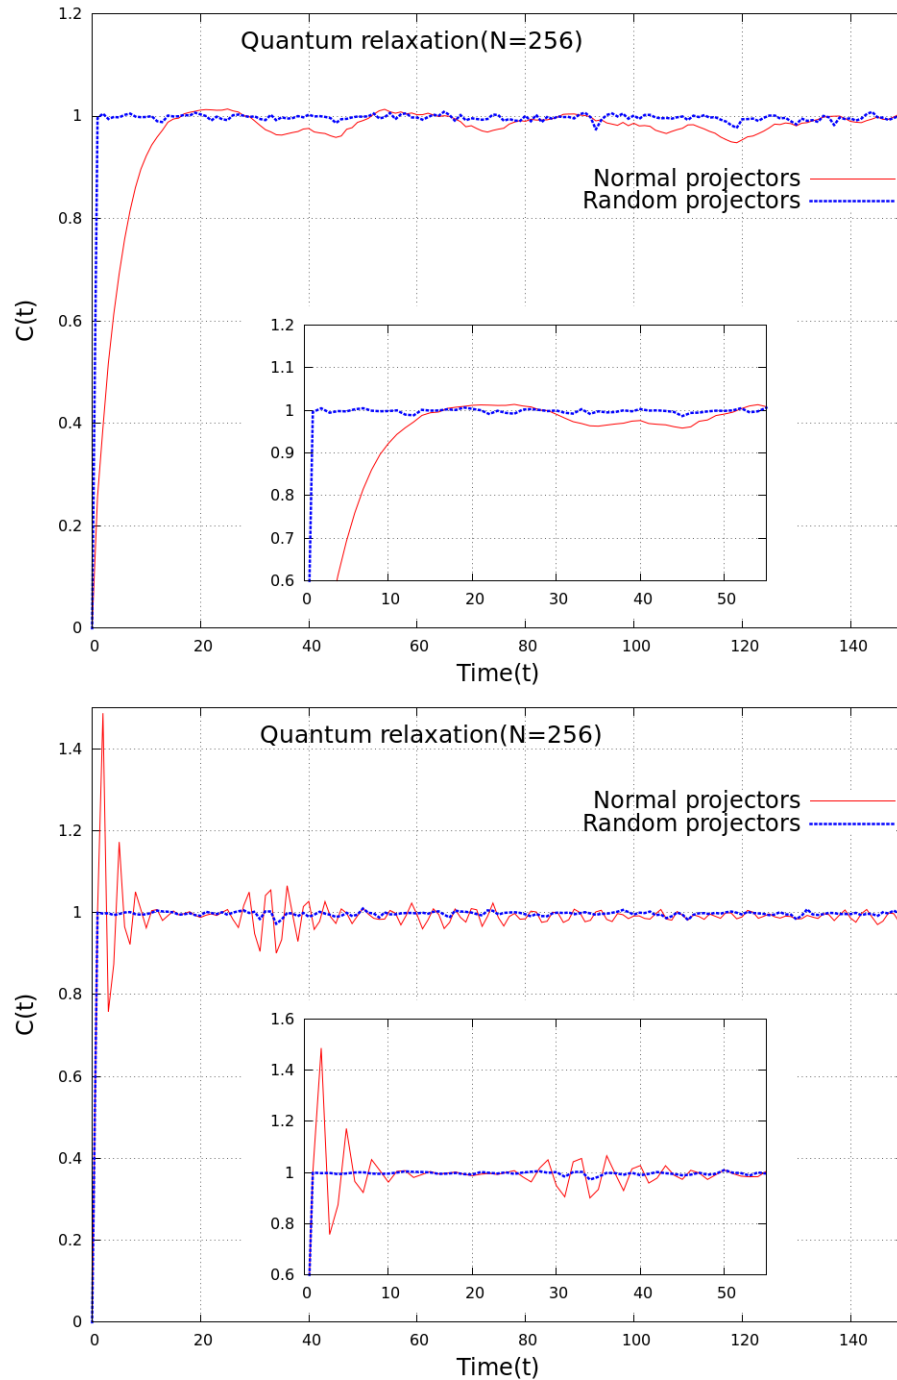 Quantum relaxation(N=256)
1.2
1
0.8
0.6
0.4
0.2
0
C(t)
Normal projectors
Random projectors
1.2
1.1
1
0.9
0.8
0.7
0.6
0 10 20 30 40 50
0 20 40 60 80 100 120 140
Time(t)
Quantum relaxation(N=256)
1.4
1.2
1
0.8
0.6
0.4
0.2
0
C(t)
Normal projectors
Random projectors
1.6
1.4
1.2
1
0.8
0.6
0 10 20 30 40 50
0 20 40 60 80 100 120 140
Time(t)